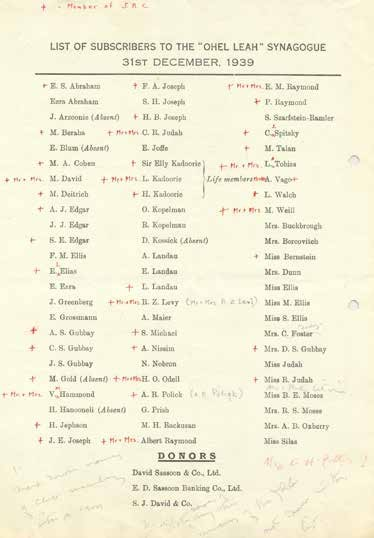 + - Member of J.R.C
LIST OF SUBSCRIBERS TO THE "OHEL LEAH" SYNAGOGUE
31ST DECEMBER, 1939
+ E. S. Abraham
Ezra Abraham
J. Arzoonie (Absent)
+ M. Beraha
E. Blum (Absent)
+ M. A. Cohen
+ Mr+Mrs. M. David
+ M. Deitrich
+ A. J. Edgar
J. J. Edgar
+ S. E. Edgar
F. M. Ellis
+ E. I. Elias
E. Ezra
J. Greenberg
E. Grossmann
+ A. S. Gubbay
+ C. S. Gubbay
J. S. Gubbay
+ M. Gold (Absent)
+ Mr+Mrs. V. Hammond
H. Hanooneli (Absent)
+ H. Jephson
+ J. E. Joseph
+ F. A. Joseph
S. H. Joseph
+ H. B. Joseph
+ Mr+Mrs C. R. Judah
E. Joffe
+ Sir Elly Kadoorie
+ Mr+Mrs. L. Kadoorie
+ H. Kadoorie
Life members
O. Kopelman
R. Kopelman
D. Kossick (Absent)
A. Landau
E. Landau
+ L. Landau
+ Mr+Mrs R. Z. Levy
A. Maier
+ S. Michael
+ A. Nissim
N. Nobron
+ Mr+Mrs H. O. Odell
+ A. R. Polick
G. Prish
M. H. Rackusan
Mr+Mrs Albert Raymond
+ Mr+Mrs. E. M. Raymond
+ P. Raymond
S. Szarfstein-Ramler
+ C. Spitsky
+ M. Talan
+ Mr+Mrs. L. Tobias
A. Vago
+ L. Walch
+ Mr+Mrs M. Weill
Mrs. Buckbrough
Mrs. Borcovitch
+ Miss Bernstein
Mrs. Dunn
Miss Ellis
Miss M. Ellis
Miss S. Ellis
Mrs. C. Foster
+ Mrs. D. S. Gubbay
Miss Judah
+ Miss R. Judah
Miss B. E. Moses
Mrs. R. S. Moses
Mrs. A. B. Ozberry
Miss Silas
DONORS
David Sassoon & Co., Ltd.
E. D. Sassoon Banking Co., Ltd.
S. J. David & Co.